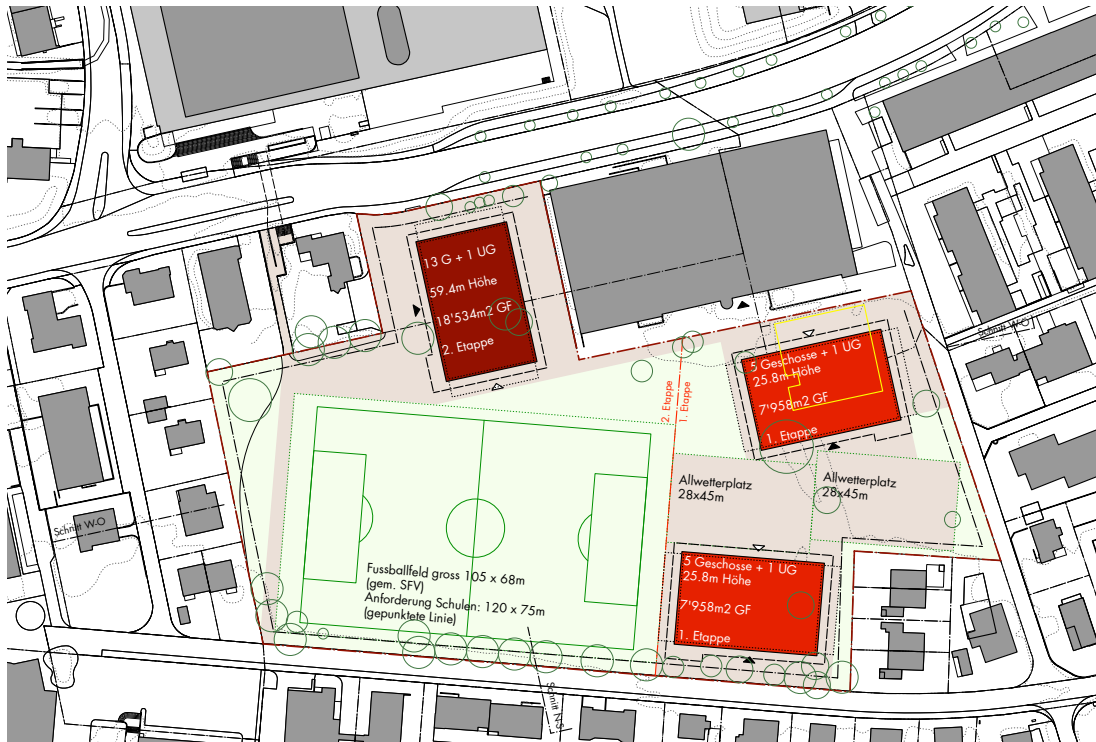 13 G + 1 UG
59.4m Höhe
18'534m2 GF
2. Etappe
5 Geschosse + 1 UG
25.8m Höhe
7'958m2 GF
1. Etappe
2. Etappe
1. Etappe
Allwetterplatz
28x45m
Allwetterplatz
28x45m
5 Geschosse + 1 UG
25.8m Höhe
7'958m2 GF
1. Etappe
Fussballfeld gross 105 x 68m
(gem. SFV)
Anforderung Schulen: 120 x 75m
(gepunktete Linie)
Schnitt W-O
Schnitt W-O
Schnitt N-S